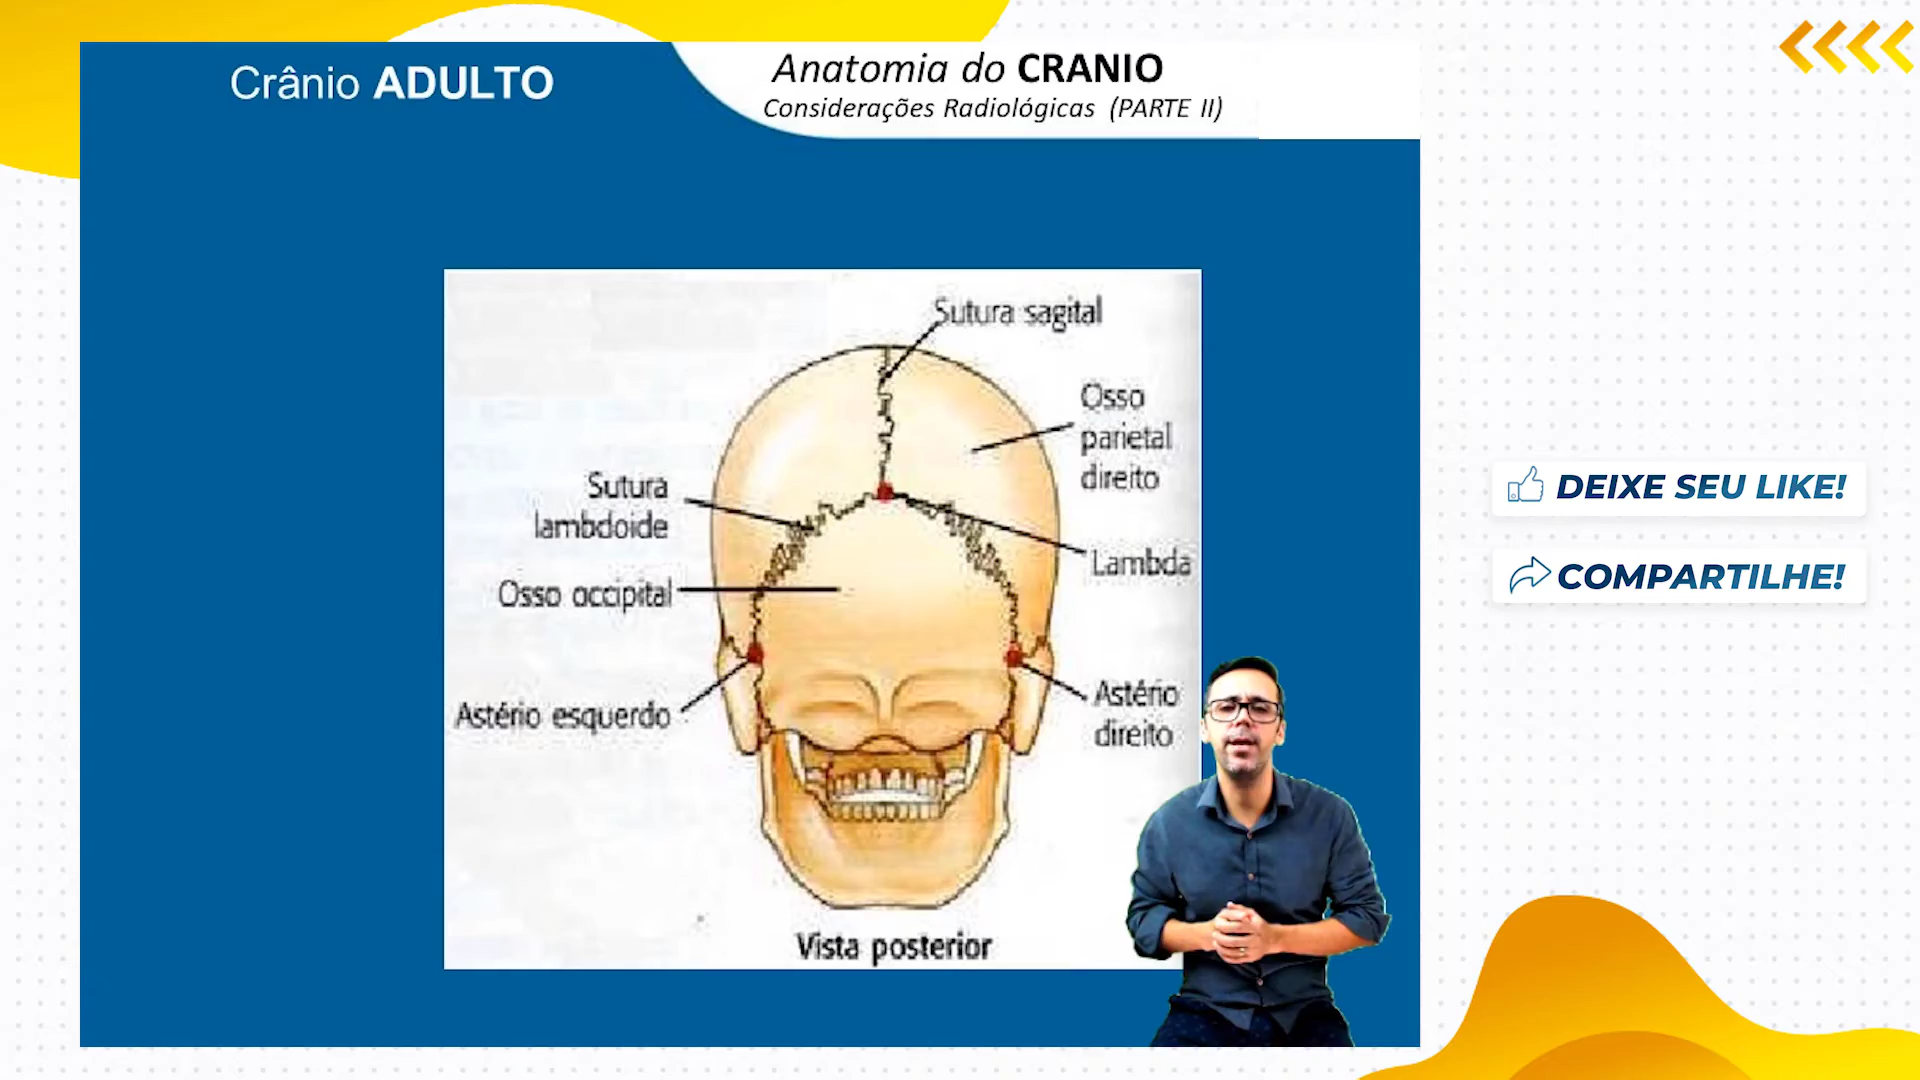 Crânio ADULTO
Anatomia do CRANIO
Considerações Radiológicas (PARTE II)
Sutura sagital
Osso
parietal
direito
Sutura
lambdoide
Lambda
Osso occipital
Astério esquerdo
Astério
direito
Vista posterior
DEIXE SEU LIKE!
COMPARTILHE!